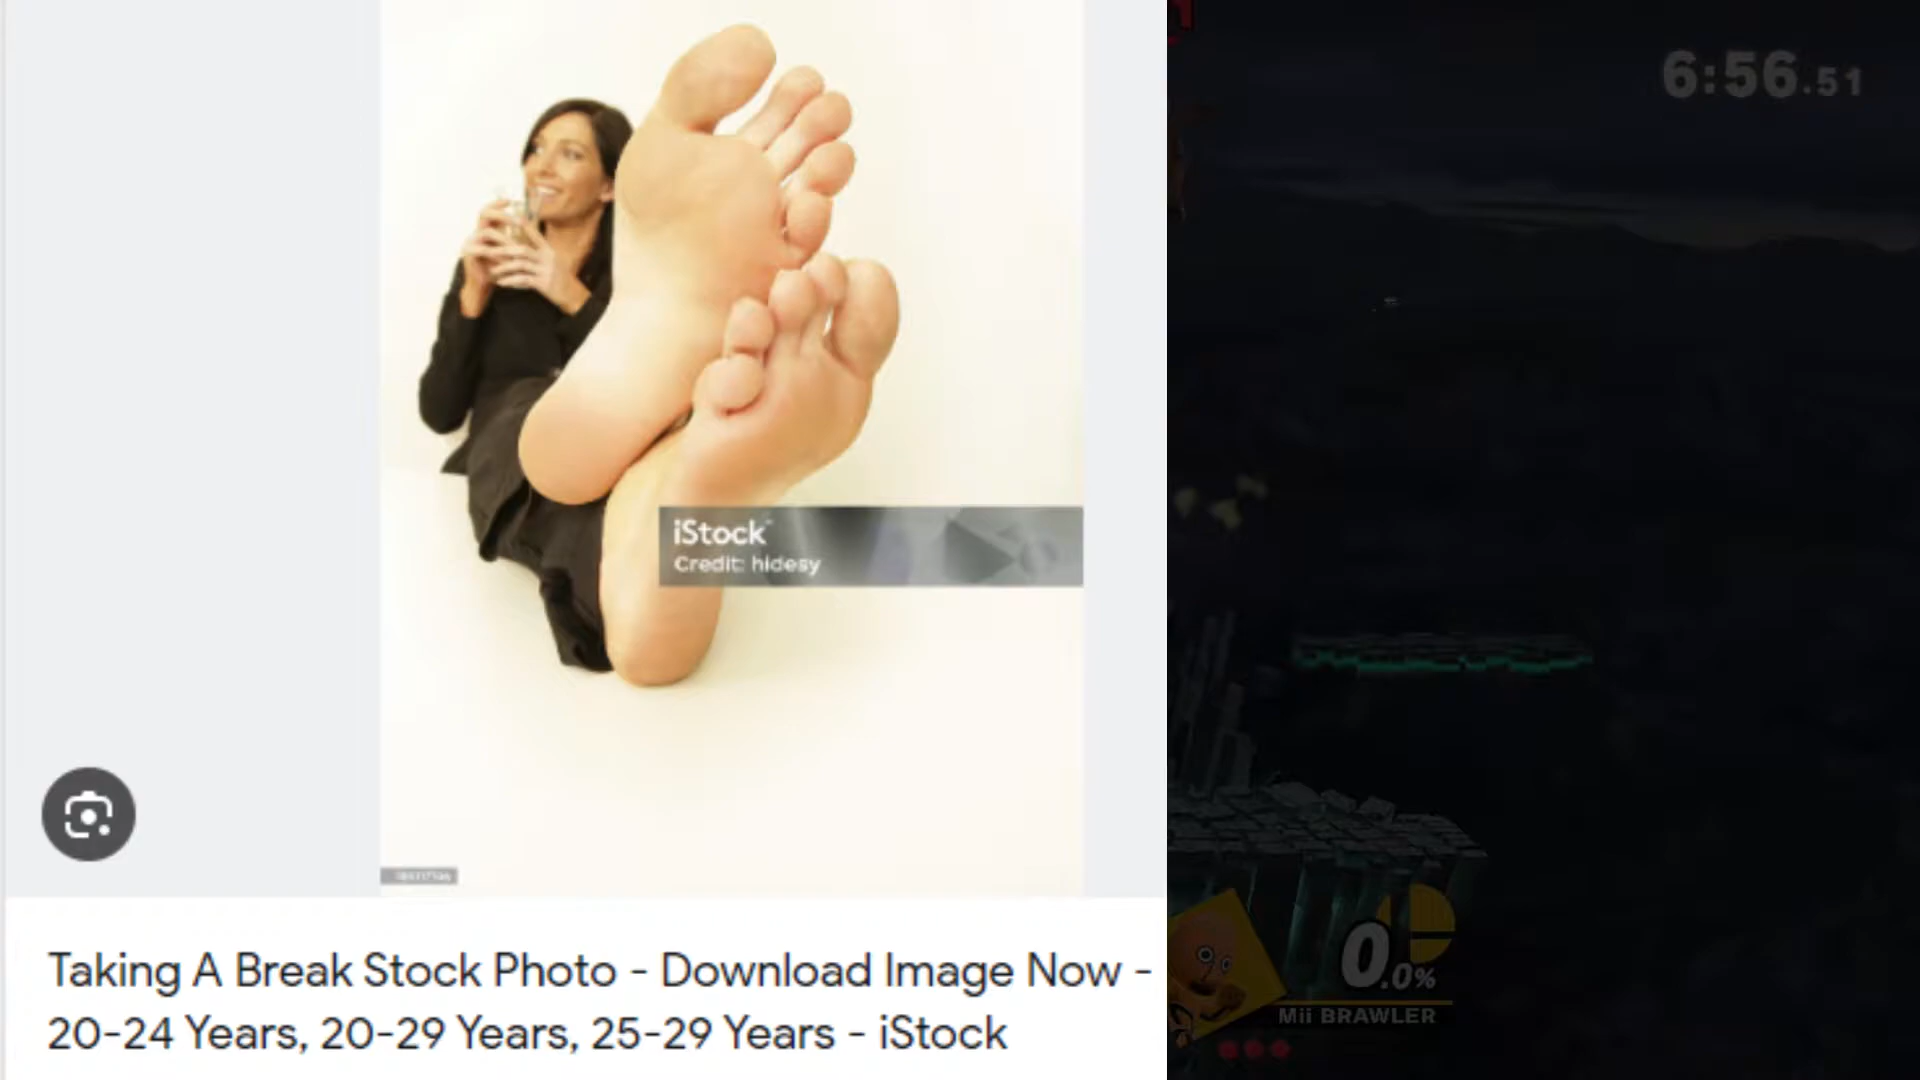 6:56.51
iStock
Credit: hidesy
Taking A Break Stock Photo - Download Image Now -
20-24 Years, 20-29 Years, 25-29 Years - iStock
0.0%
Mii BRAWLER